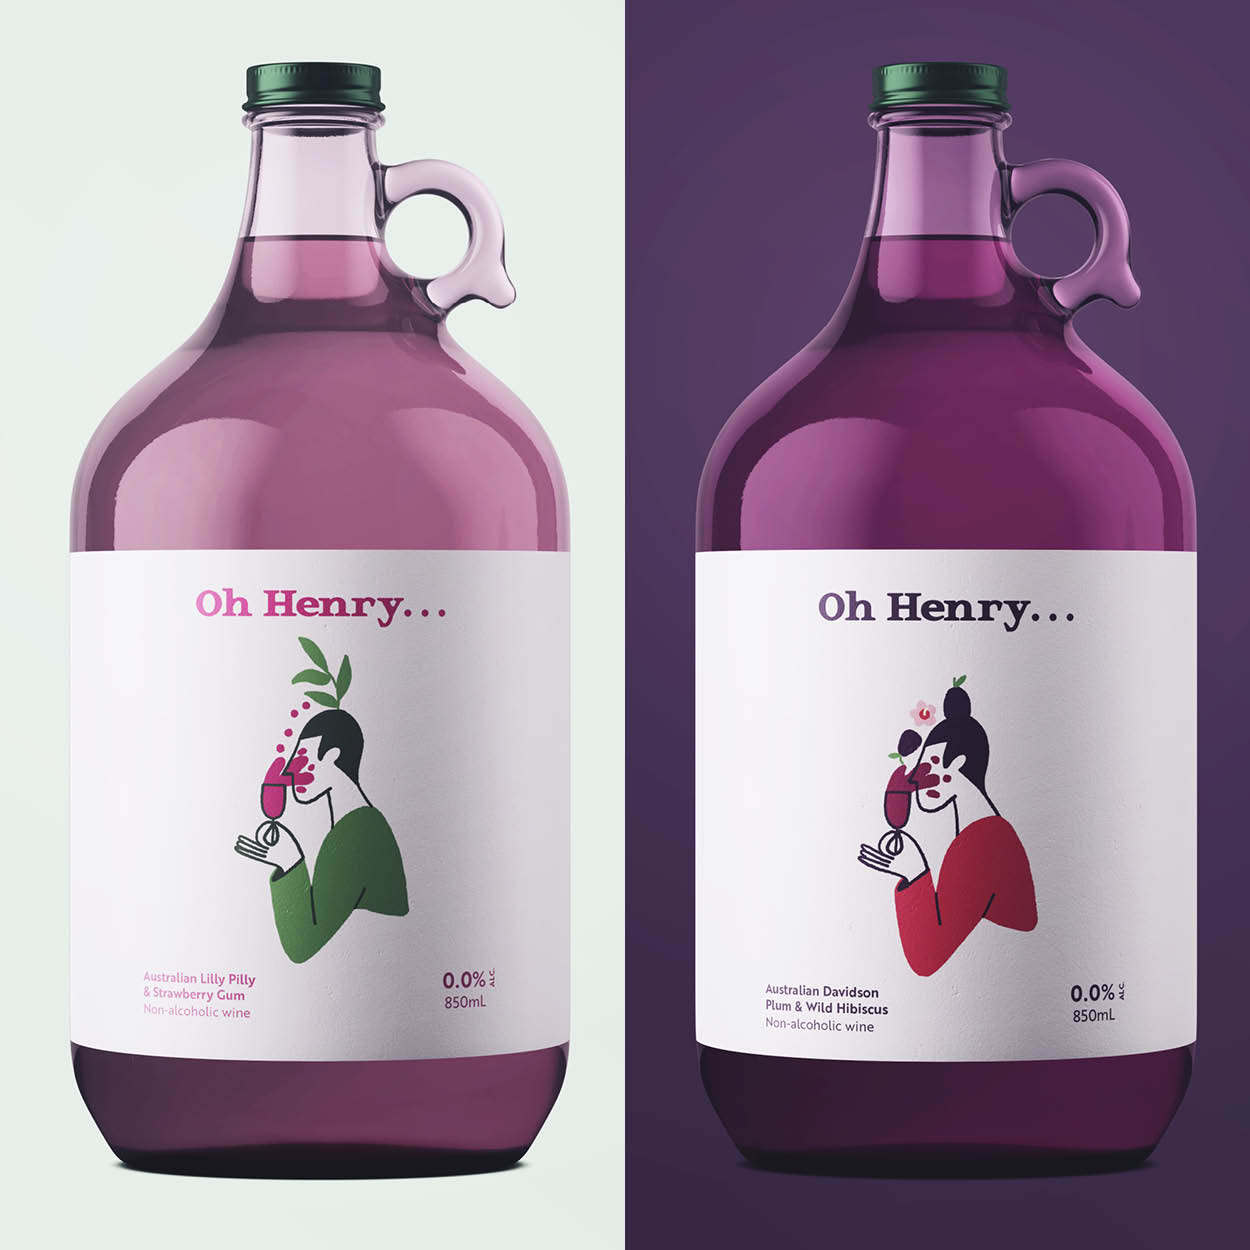 Oh Henry...
Australian Lilly Pilly
& Strawberry Gum
Non-alcoholic wine
0.0% ALC.
850mL
Oh Henry...
Australian Davidson
Plum & Wild Hibiscus
Non-alcoholic wine
0.0% ALC.
850mL